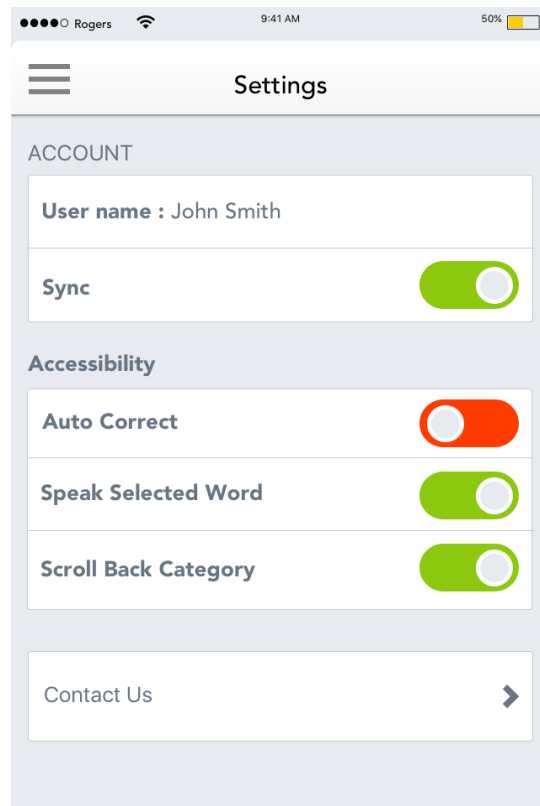 Rogers 9:41 AM 50%
Settings
ACCOUNT
User name : John Smith
Sync
Accessibility
Auto Correct
Speak Selected Word
Scroll Back Category
Contact Us